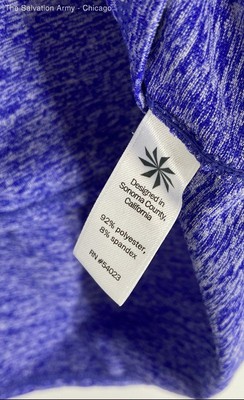 The Salvation Army - Chicago...
Designed in
Sonoma County,
California
92% polyester,
8% spandex
RN #54023